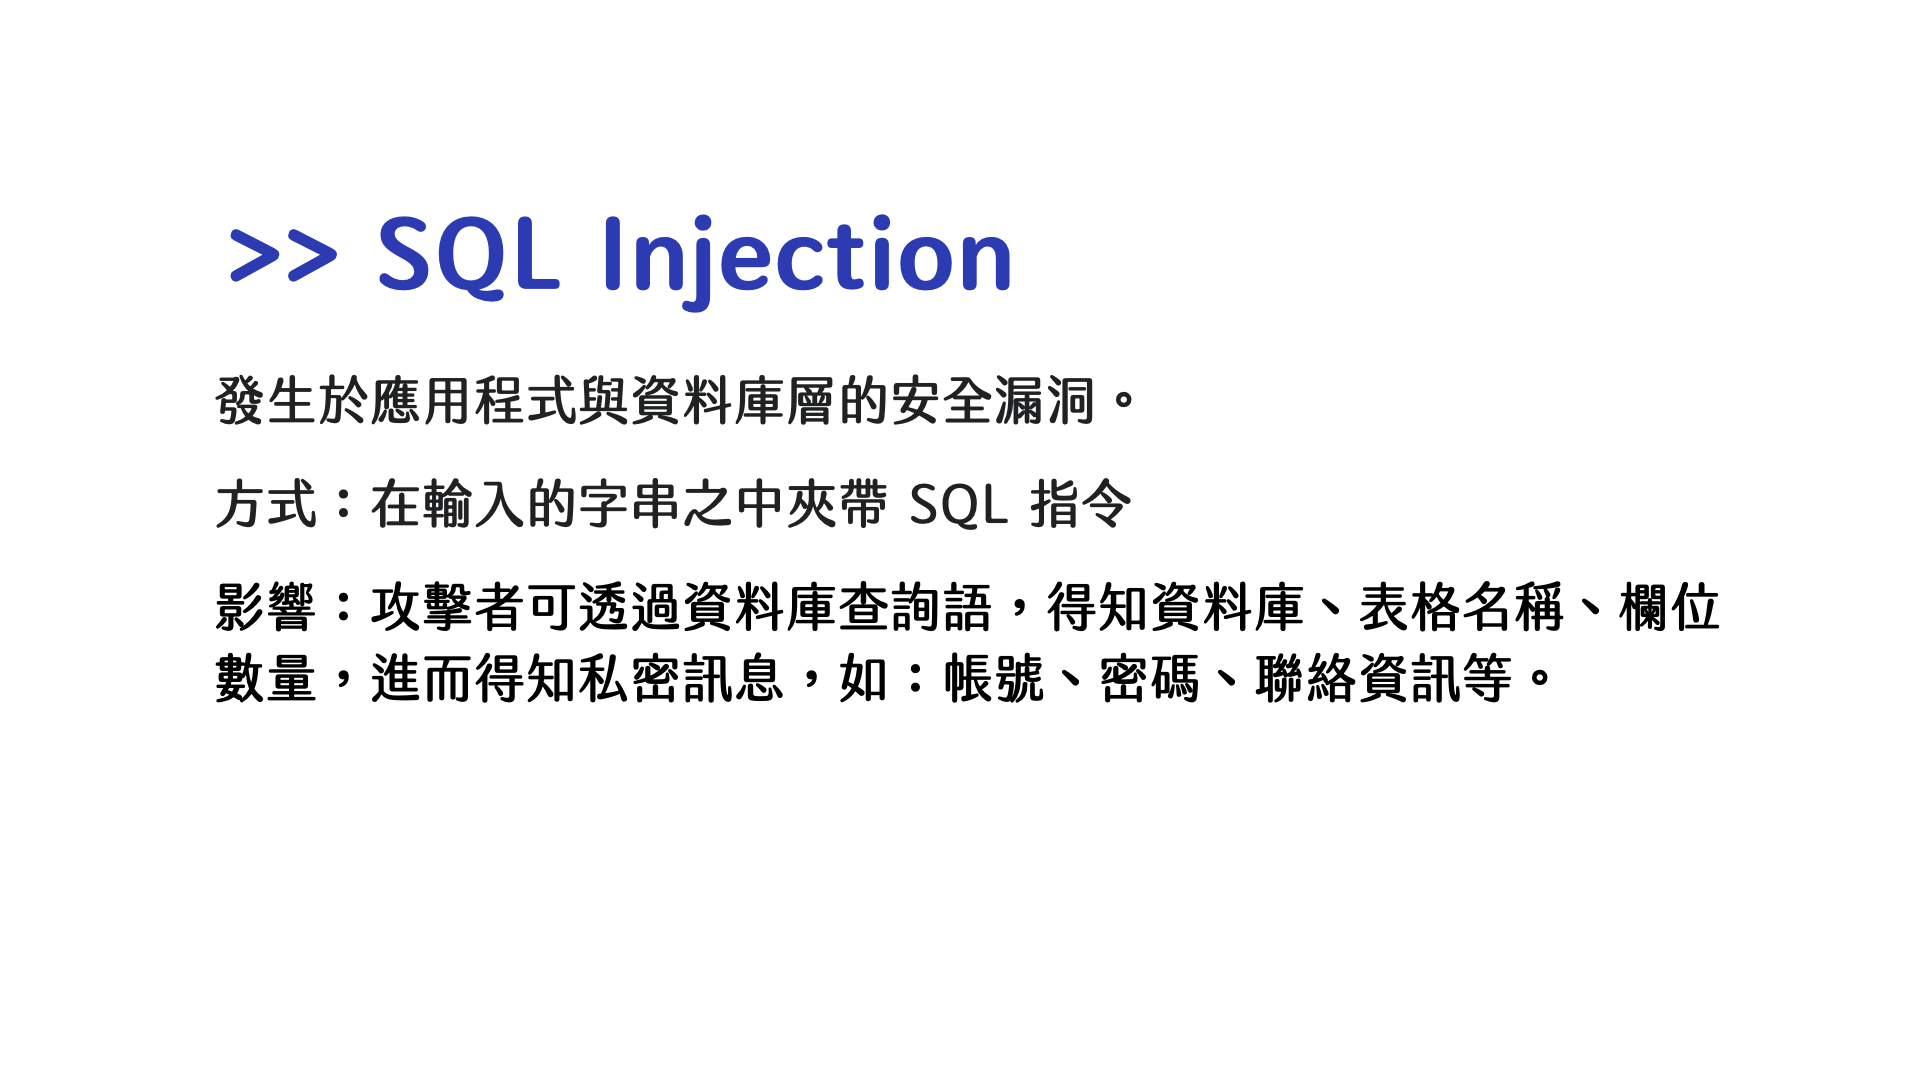 >> SQL Injection
發生於應用程式與資料庫層的安全漏洞。
方式：在輸入的字串之中夾帶 SQL 指令
影響：攻擊者可透過資料庫查詢語，得知資料庫、表格名稱、欄位
數量，進而得知私密訊息，如：帳號、密碼、聯絡資訊等。